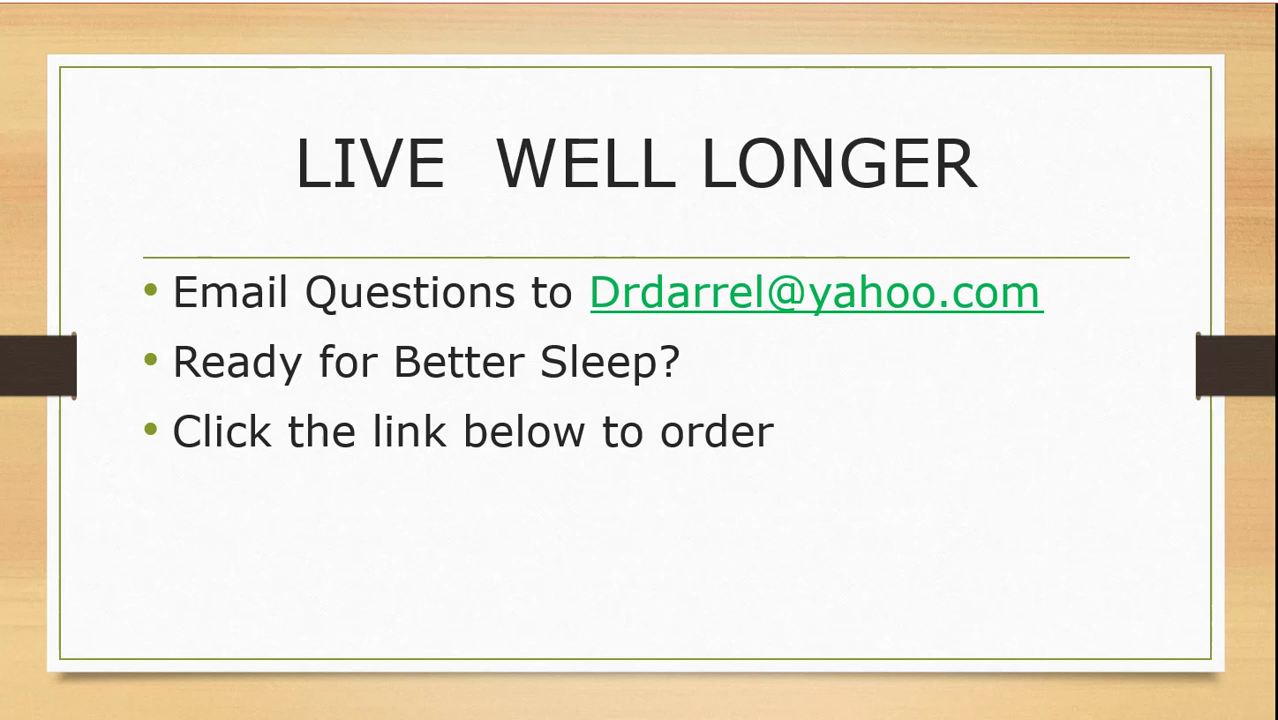 LIVE  WELL LONGER
• Email Questions to Drdarrel@yahoo.com
• Ready for Better Sleep?
• Click the link below to order